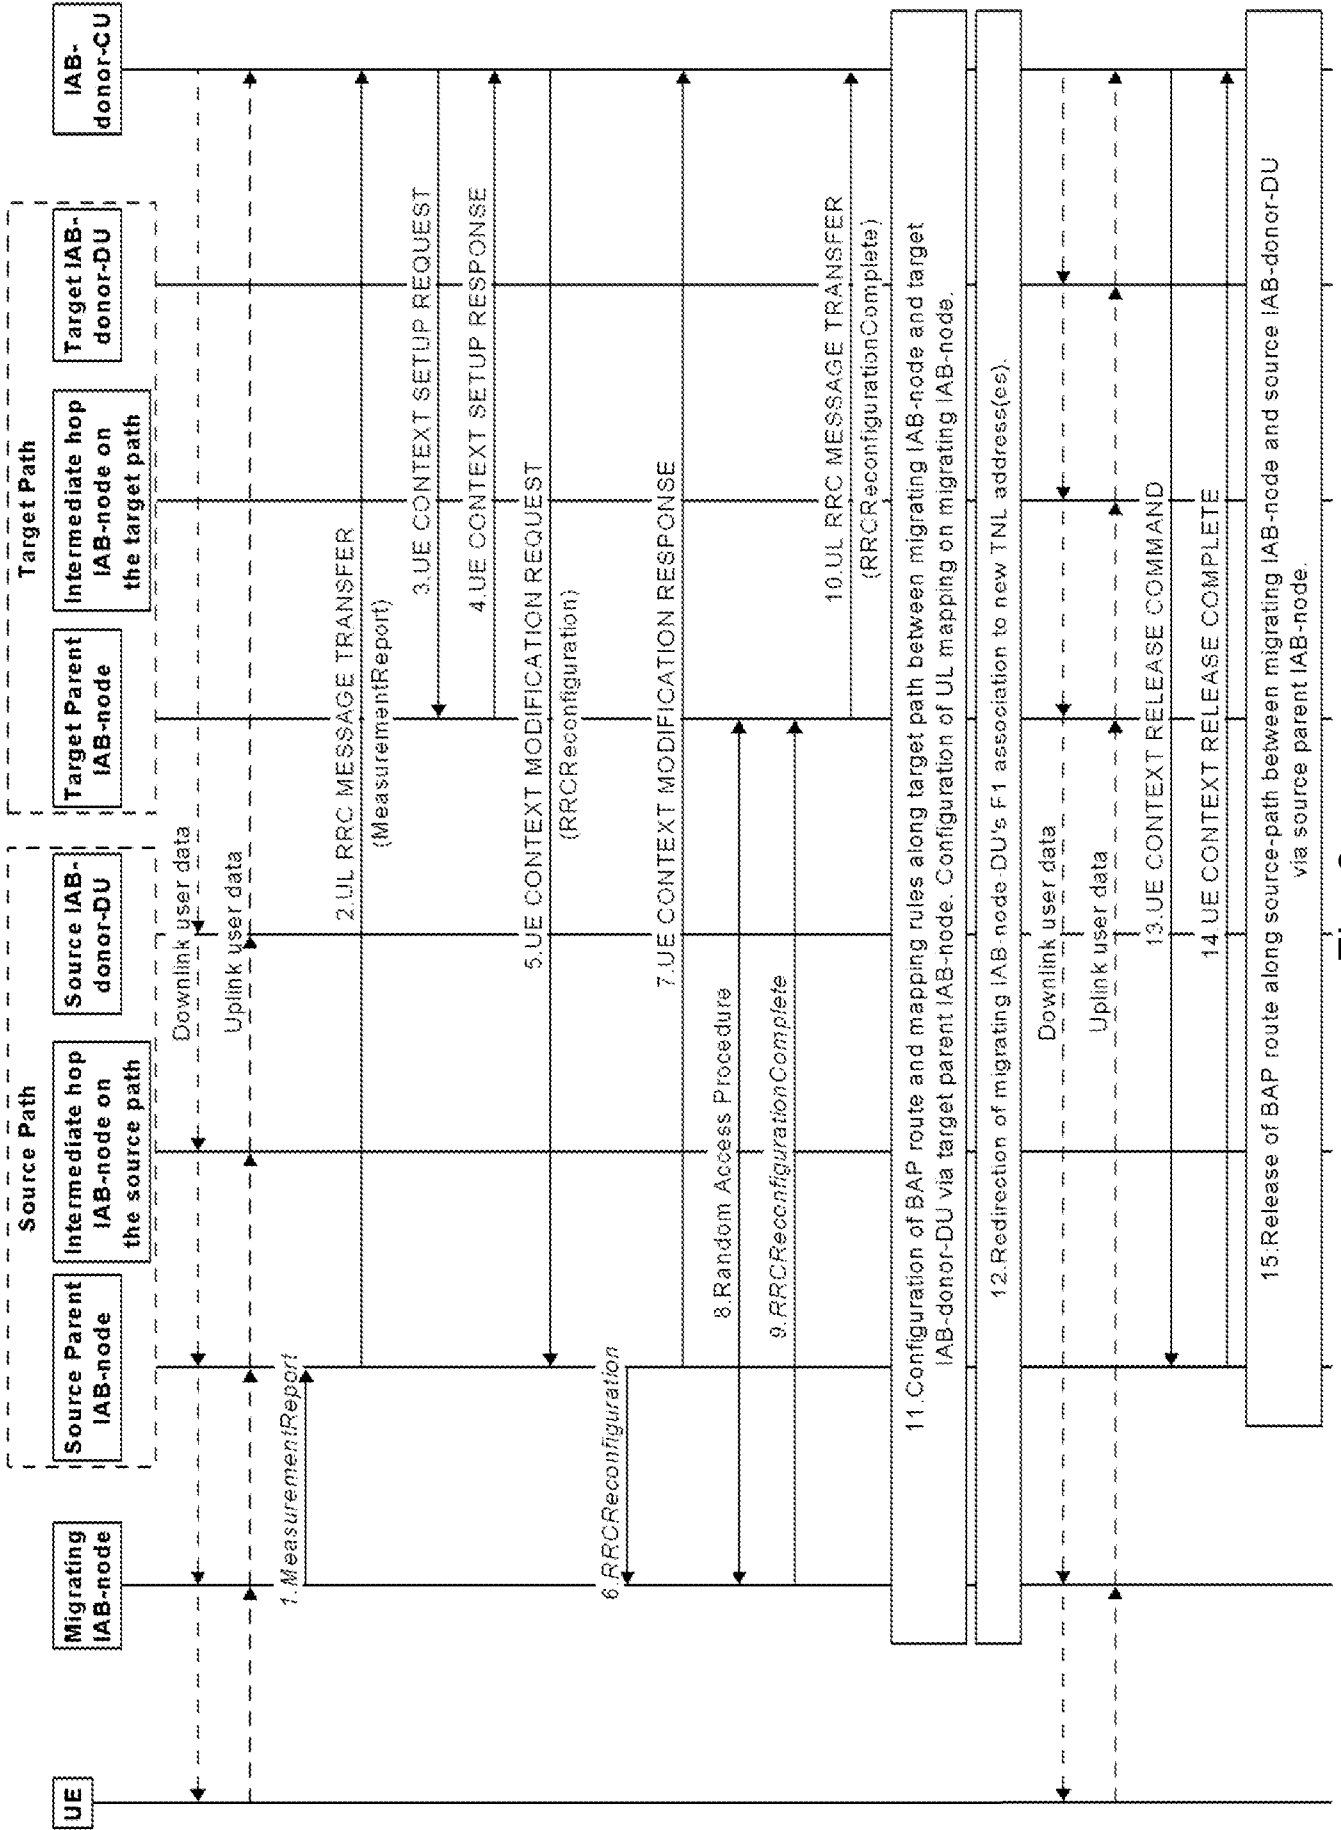 Source Path
Target Path
UE
Migrating
IAB-node
Source Parent
IAB-node
Intermediate hop
IAB-node on
the source path
Source IAB-
donor-DU
Target Parent
IAB-node
Intermediate hop
IAB-node on
the target path
Target IAB-
donor-DU
IAB-
donor-CU
Downlink user data
Uplink user data
1.MeasurementReport
2.UL RRC MESSAGE TRANSFER
(MeasurementReport)
3.UE CONTEXT SETUP REQUEST
4.UE CONTEXT SETUP RESPONSE
5.UE CONTEXT MODIFICATION REQUEST
(RRCReconfiguration)
6.RRCReconfiguration
7.UE CONTEXT MODIFICATION RESPONSE
8.Random Access Procedure
9.RRCReconfigurationComplete
10.UL RRC MESSAGE TRANSFER
(RRCReconfigurationComplete)
11.Configuration of BAP route and mapping rules along target path between migrating IAB-node and target
IAB-donor-DU via target parent IAB-node. Configuration of UL mapping on migrating IAB-node.
12.Redirection of migrating IAB-node-DU's F1 association to new TNL address(es).
Downlink user data
Uplink user data
13.UE CONTEXT RELEASE COMMAND
14.UE CONTEXT RELEASE COMPLETE
15.Release of BAP route along source-path between migrating IAB-node and source IAB-donor-DU
via source parent IAB-node.